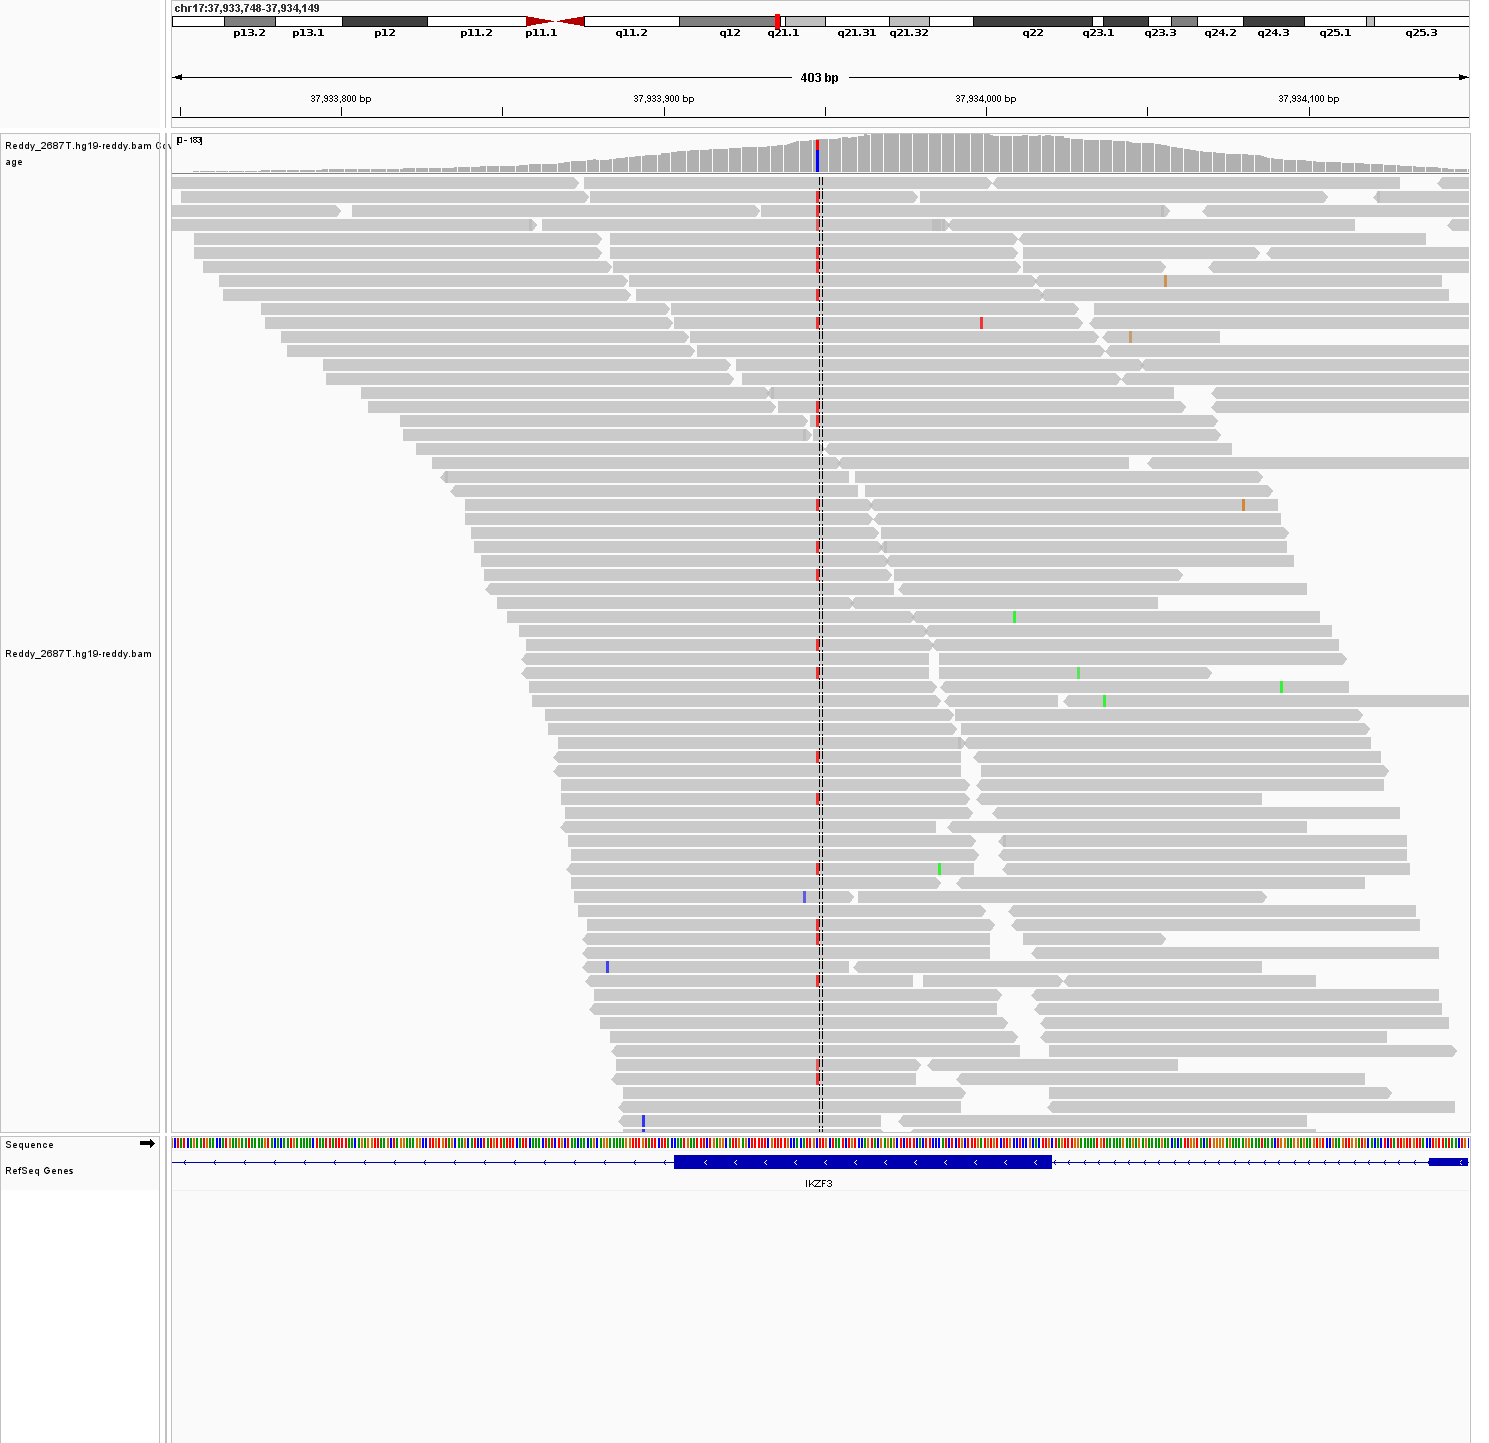 chr17:37,933,748-37,934,149
p13.2 p13.1 p12 p11.2 p11.1 q11.2 q12 q21.1 q21.31 q21.32 q22 q23.1 q23.3 q24.2 q24.3 q25.1 q25.3
403 bp
37,933,800 bp 37,933,900 bp 37,934,000 bp 37,934,100 bp
Reddy_2687T.hg19-reddy.bam Cov
age
[0 - 183]
Reddy_2687T.hg19-reddy.bam
Sequence
RefSeq Genes
IKZF3